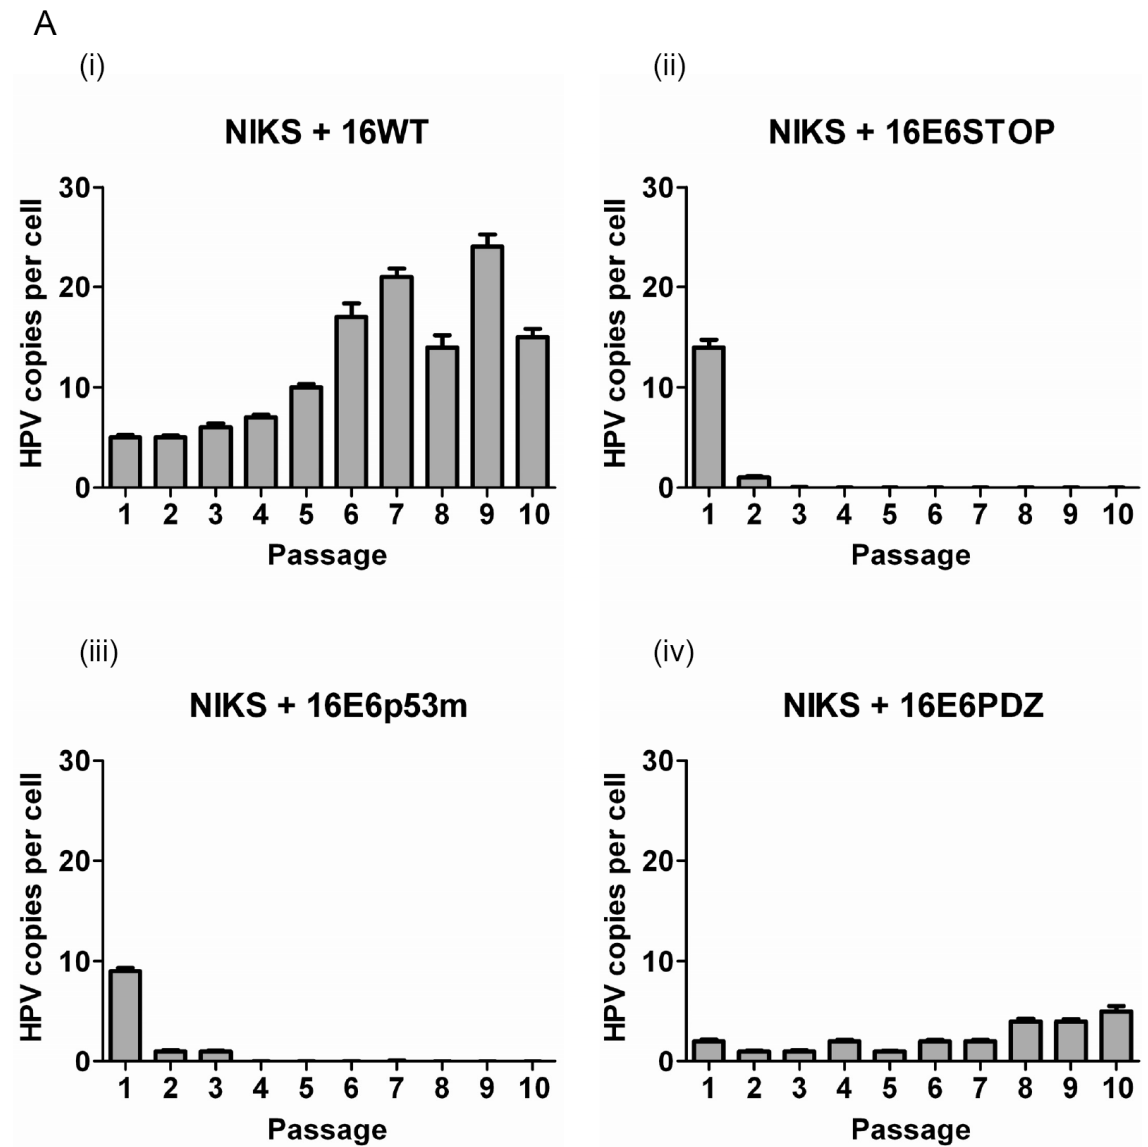 A
(i)
NIKS + 16WT
HPV copies per cell
30
20
10
0
1 2 3 4 5 6 7 8 9 10
Passage
(ii)
NIKS + 16E6STOP
HPV copies per cell
30
20
10
0
1 2 3 4 5 6 7 8 9 10
Passage
(iii)
NIKS + 16E6p53m
HPV copies per cell
30
20
10
0
1 2 3 4 5 6 7 8 9 10
Passage
(iv)
NIKS + 16E6PDZ
HPV copies per cell
30
20
10
0
1 2 3 4 5 6 7 8 9 10
Passage